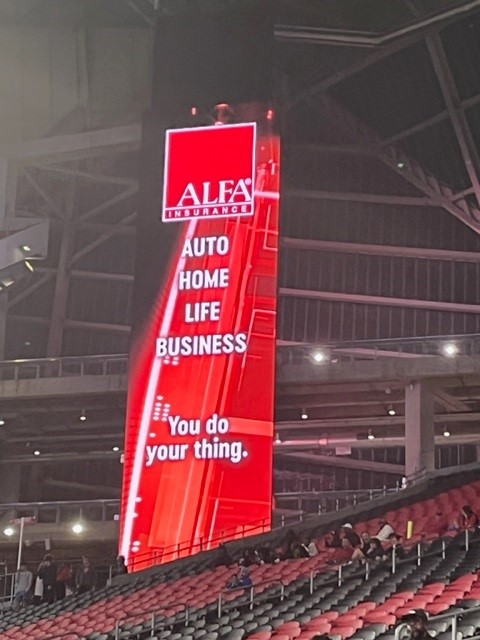 ALFA®
INSURANCE
AUTO
HOME
LIFE
BUSINESS
You do
your thing.